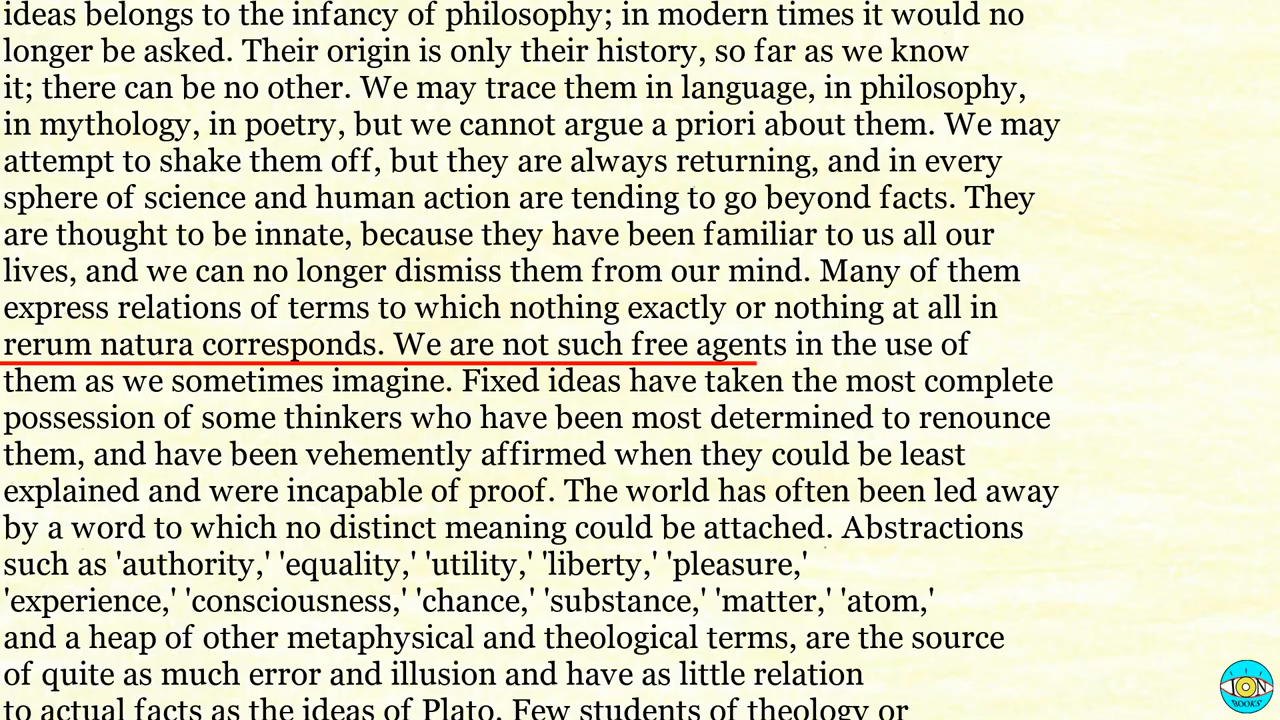 ideas belongs to the infancy of philosophy; in modern times it would no
longer be asked. Their origin is only their history, so far as we know
it; there can be no other. We may trace them in language, in philosophy,
in mythology, in poetry, but we cannot argue a priori about them. We may
attempt to shake them off, but they are always returning, and in every
sphere of science and human action are tending to go beyond facts. They
are thought to be innate, because they have been familiar to us all our
lives, and we can no longer dismiss them from our mind. Many of them
express relations of terms to which nothing exactly or nothing at all in
rerum natura corresponds. We are not such free agents in the use of
them as we sometimes imagine. Fixed ideas have taken the most complete
possession of some thinkers who have been most determined to renounce
them, and have been vehemently affirmed when they could be least
explained and were incapable of proof. The world has often been led away
by a word to which no distinct meaning could be attached. Abstractions
such as 'authority,' 'equality,' 'utility,' 'liberty,' 'pleasure,'
'experience,' 'consciousness,' 'chance,' 'substance,' 'matter,' 'atom,'
and a heap of other metaphysical and theological terms, are the source
of quite as much error and illusion and have as little relation
to actual facts as the ideas of Plato. Few students of theology or
ION
BOOKS